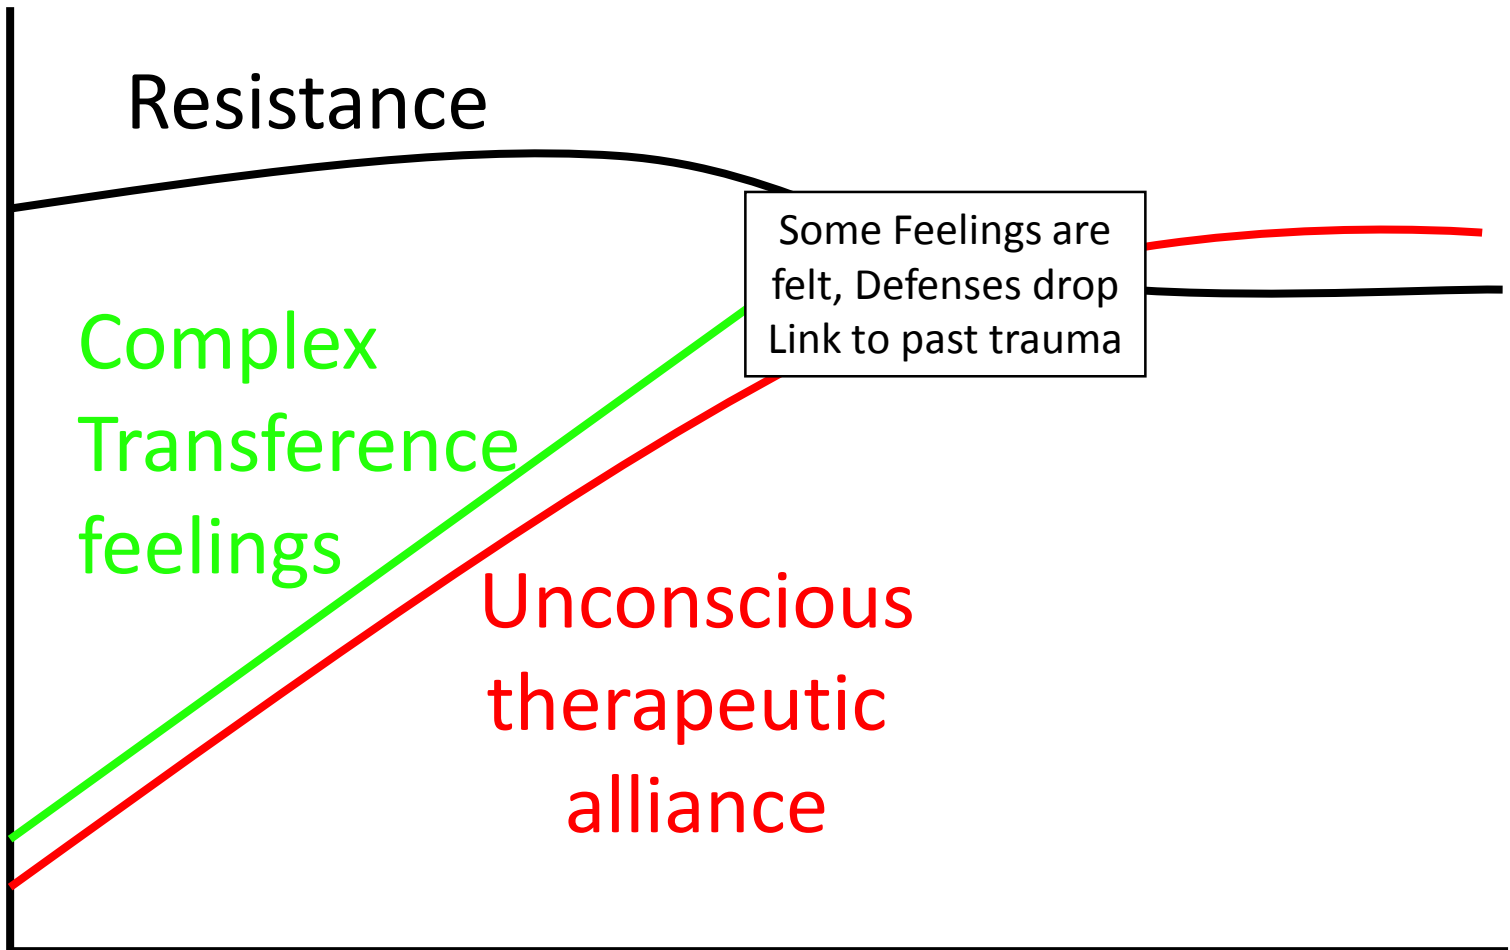 Resistance
Some Feelings are
felt, Defenses drop
Link to past trauma
Complex
Transference
feelings
Unconscious
therapeutic
alliance